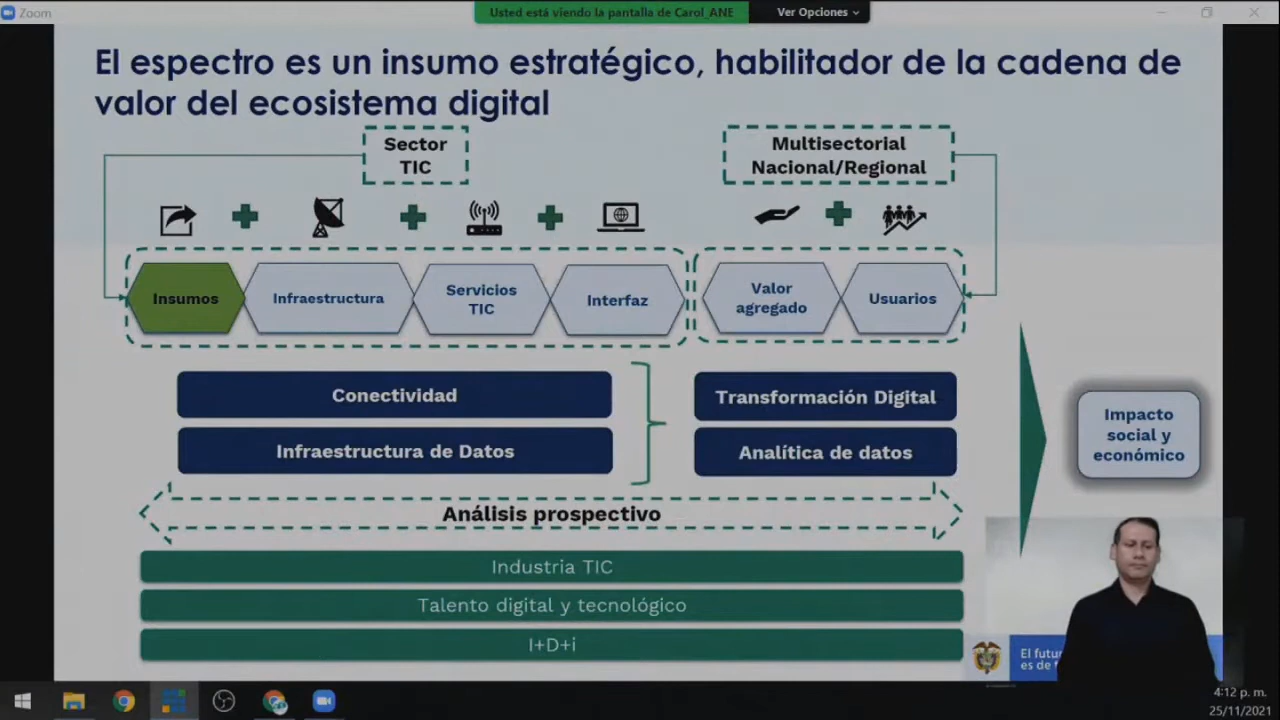 Zoom
Usted está viendo la pantalla de Carol_ANE
Ver Opciones
El espectro es un insumo estratégico, habilitador de la cadena de
valor del ecosistema digital
Sector
TIC
Multisectorial
Nacional/Regional
Insumos
Infraestructura
Servicios
TIC
Interfaz
Valor
agregado
Usuarios
Conectividad
Infraestructura de Datos
Transformación Digital
Analítica de datos
Impacto
social y
económico
Análisis prospectivo
Industria TIC
Talento digital y tecnológico
I+D+i
El futu
es de
4:12 p. m.
25/11/2021